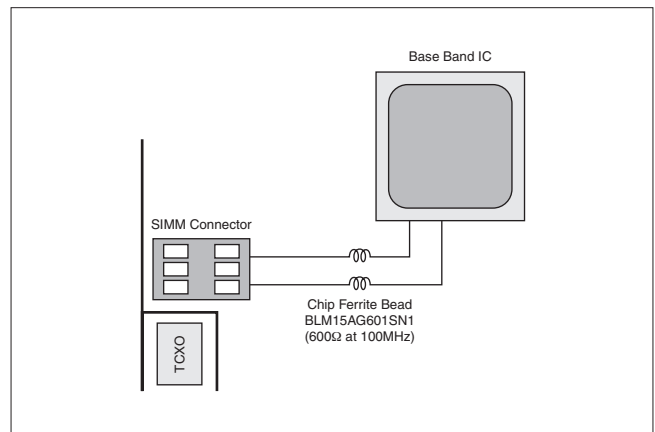 Base Band IC
SIMM Connector
Chip Ferrite Bead
BLM15AG601SN1
(600Ω at 100MHz)
TCXO